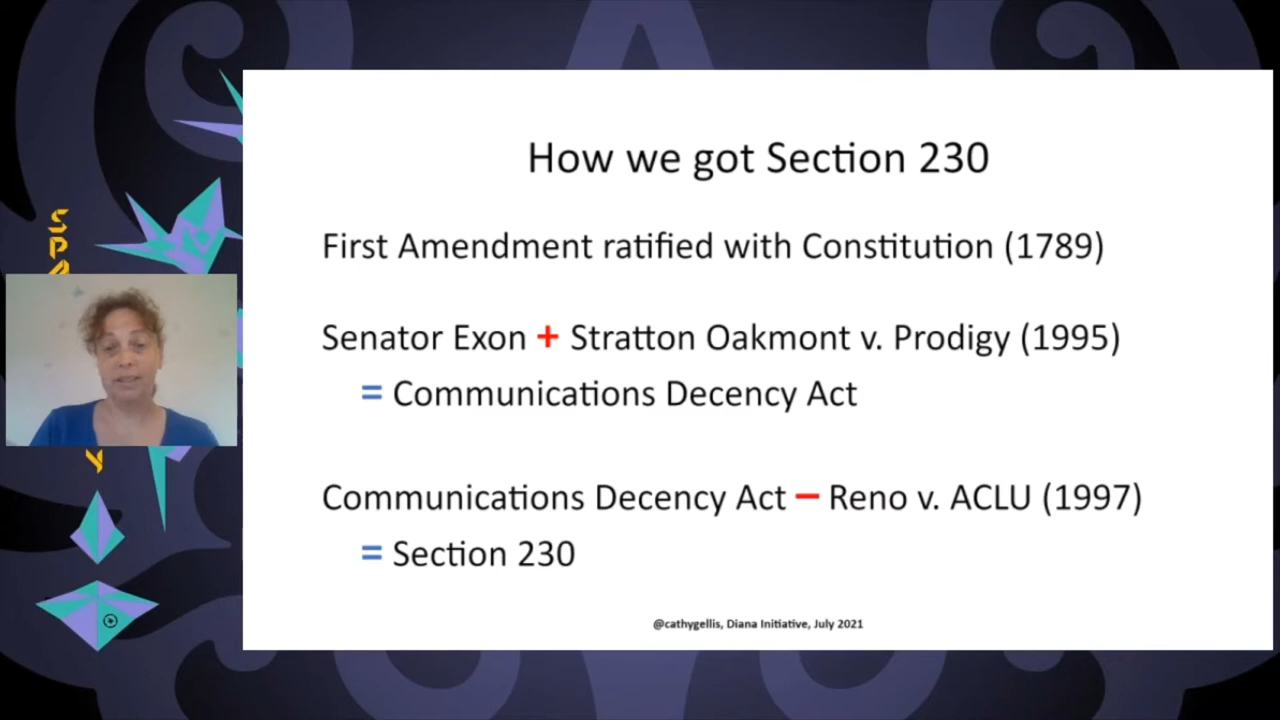 How we got Section 230
First Amendment ratified with Constitution (1789)
Senator Exon + Stratton Oakmont v. Prodigy (1995)
= Communications Decency Act
Communications Decency Act − Reno v. ACLU (1997)
= Section 230
@cathygellis, Diana Initiative, July 2021